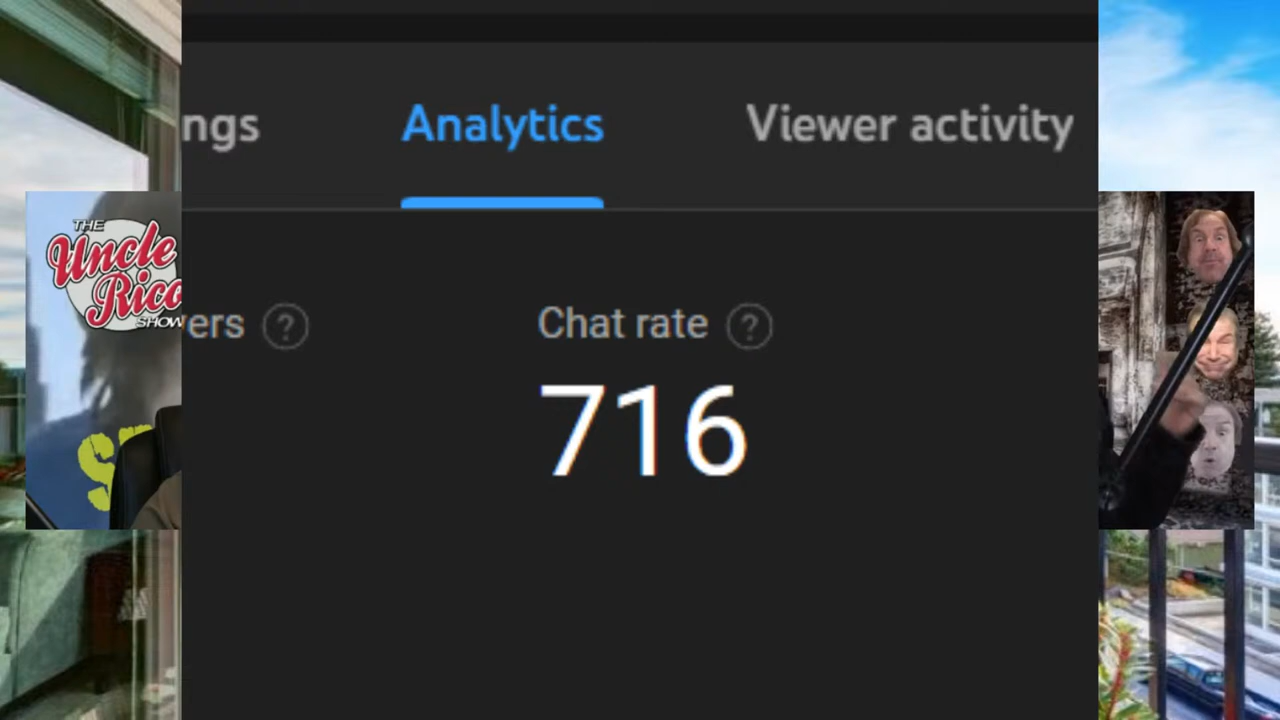 ngs Analytics Viewer activity
THE
Uncle
Rico
SHOW
ers Chat rate ?
716